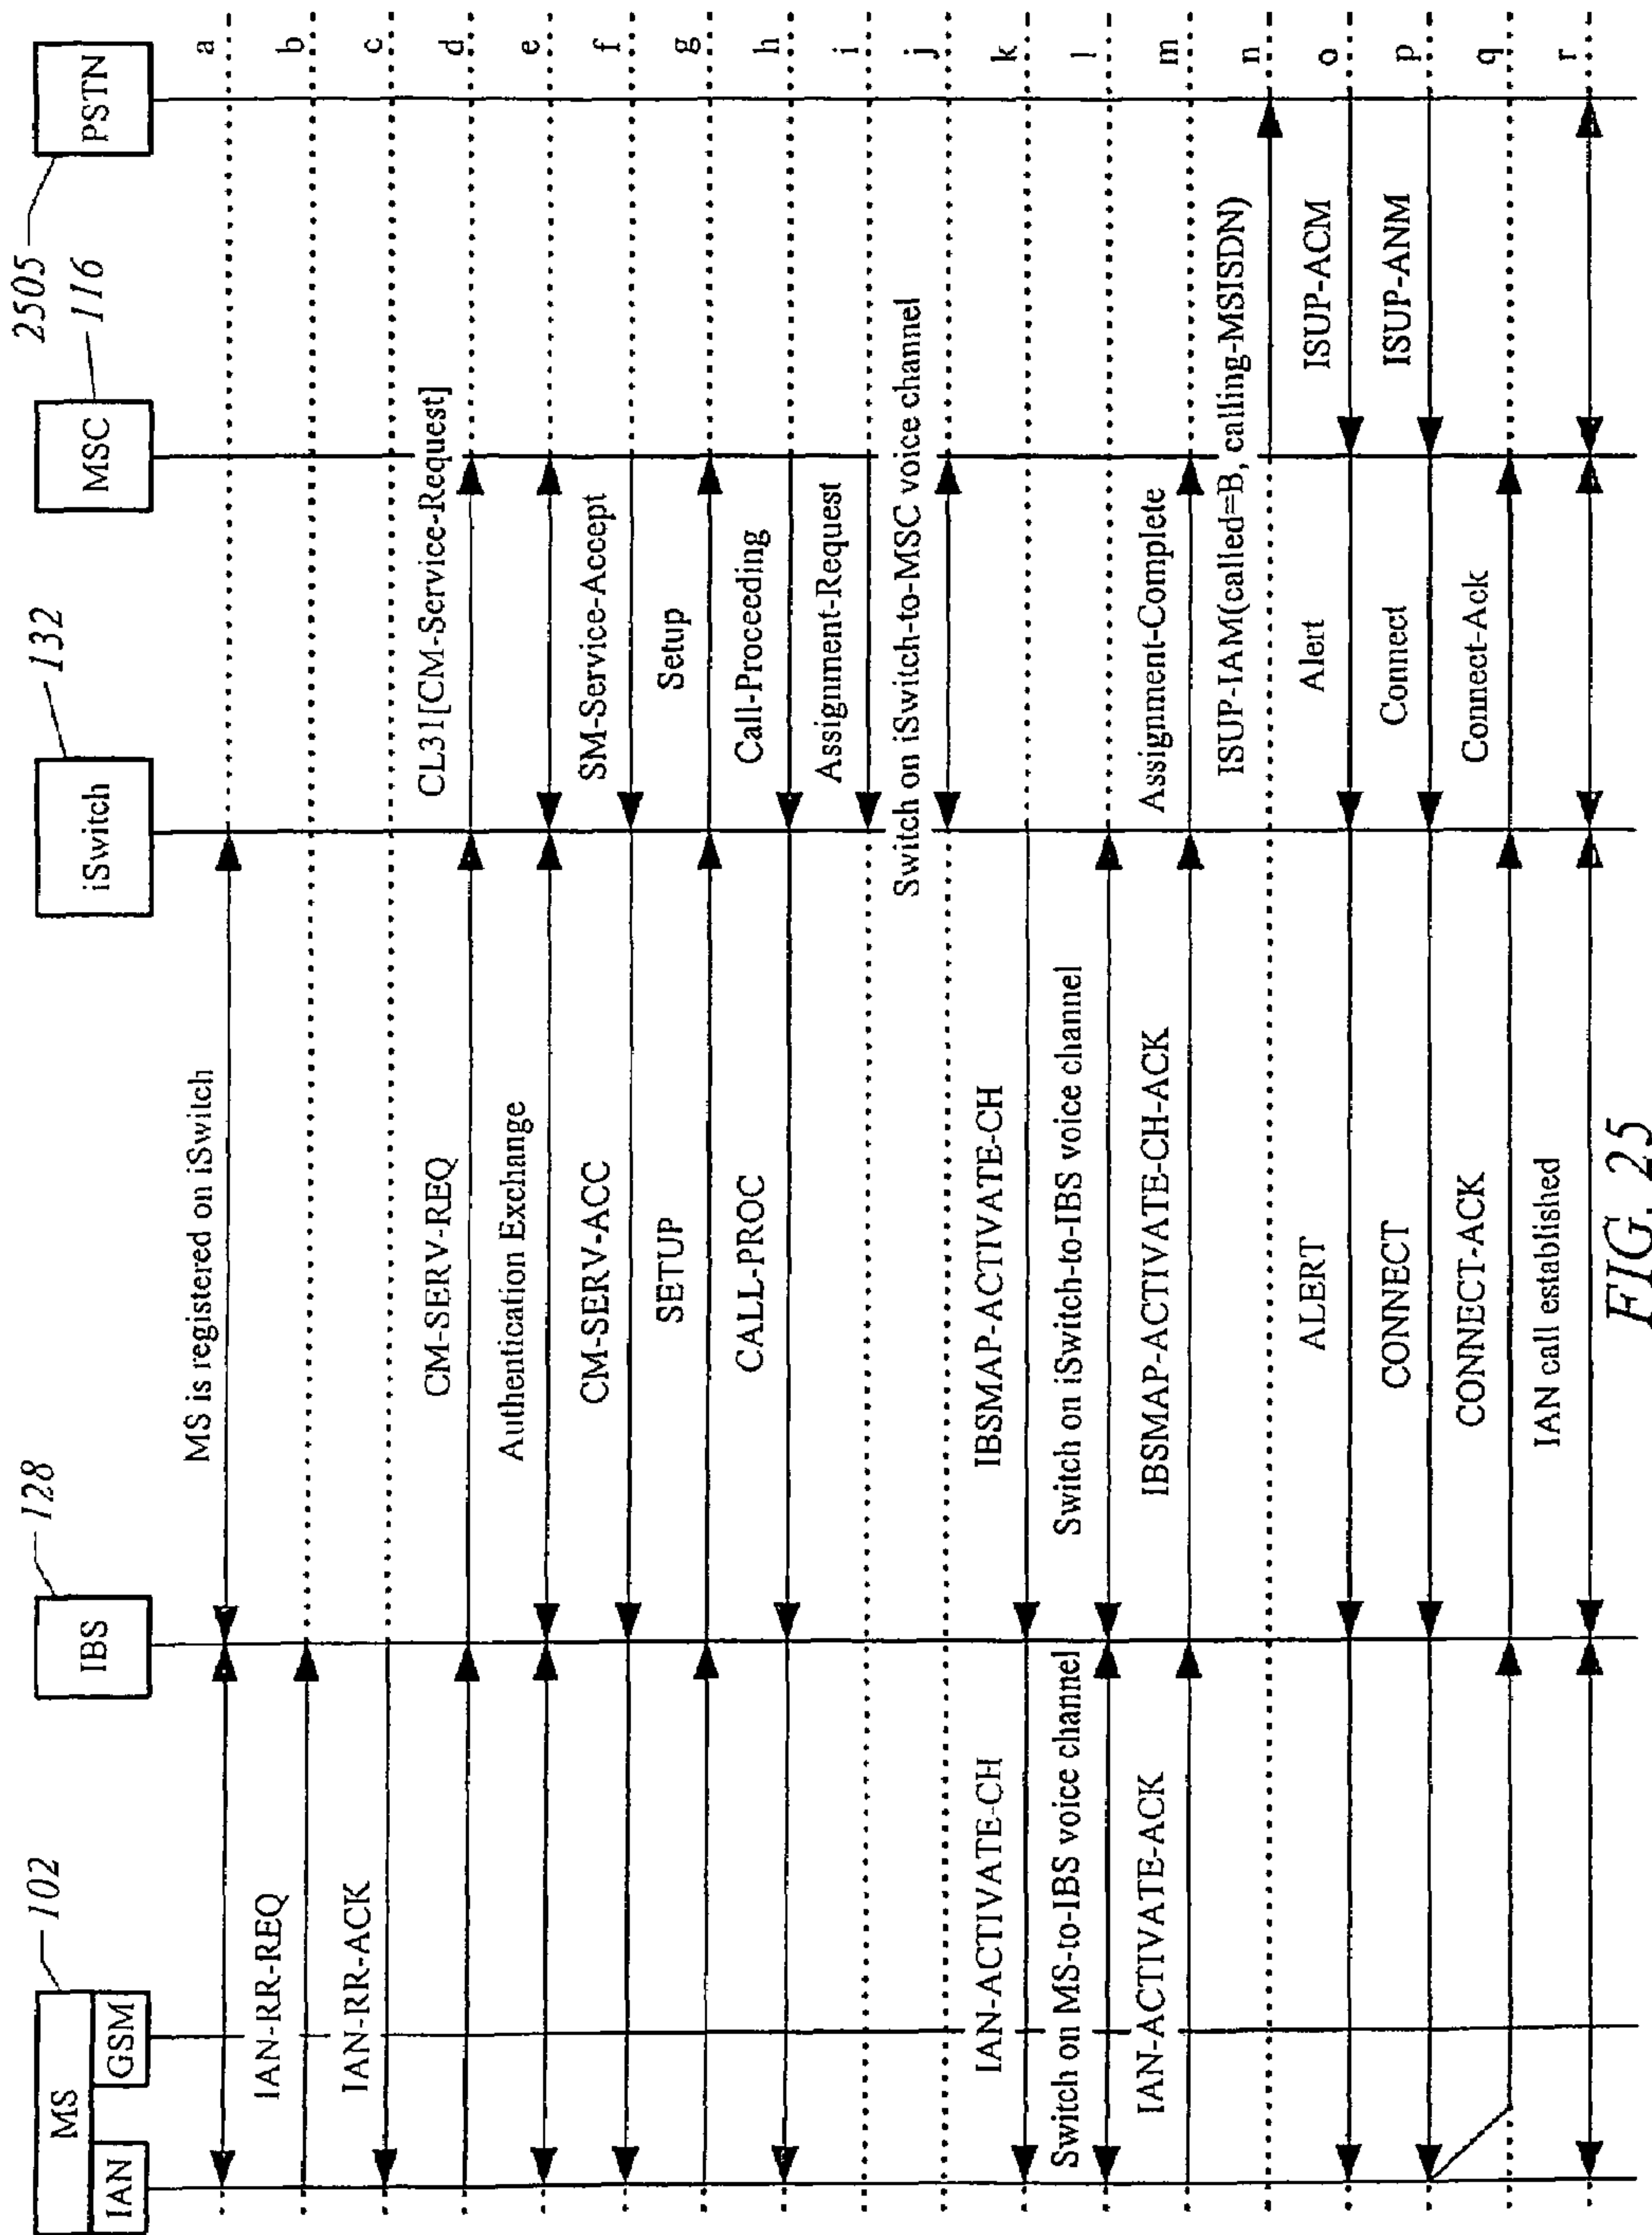 2505
116
132
128
102
MS
IAN
GSM
IBS
iSwitch
MSC
PSTN
MS is registered on iSwitch
a
IAN-RR-REQ
b
IAN-RR-ACK
c
CM-SERV-REQ
CL31[CM-Service-Request]
d
Authentication Exchange
e
CM-SERV-ACC
SM-Service-Accept
f
SETUP
Setup
g
CALL-PROC
Call-Proceeding
h
Assignment-Request
i
Switch on iSwitch-to-MSC voice channel
j
IAN-ACTIVATE-CH
IBSMAP-ACTIVATE-CH
k
Switch on MS-to-IBS voice channel
Switch on iSwitch-to-IBS voice channel
l
IAN-ACTIVATE-ACK
IBSMAP-ACTIVATE-CH-ACK
Assignment-Complete
m
ISUP-IAM(called=B, calling-MSISDN)
n
ALERT
Alert
ISUP-ACM
o
CONNECT
Connect
ISUP-ANM
p
CONNECT-ACK
Connect-Ack
q
IAN call established
r
FIG. 25